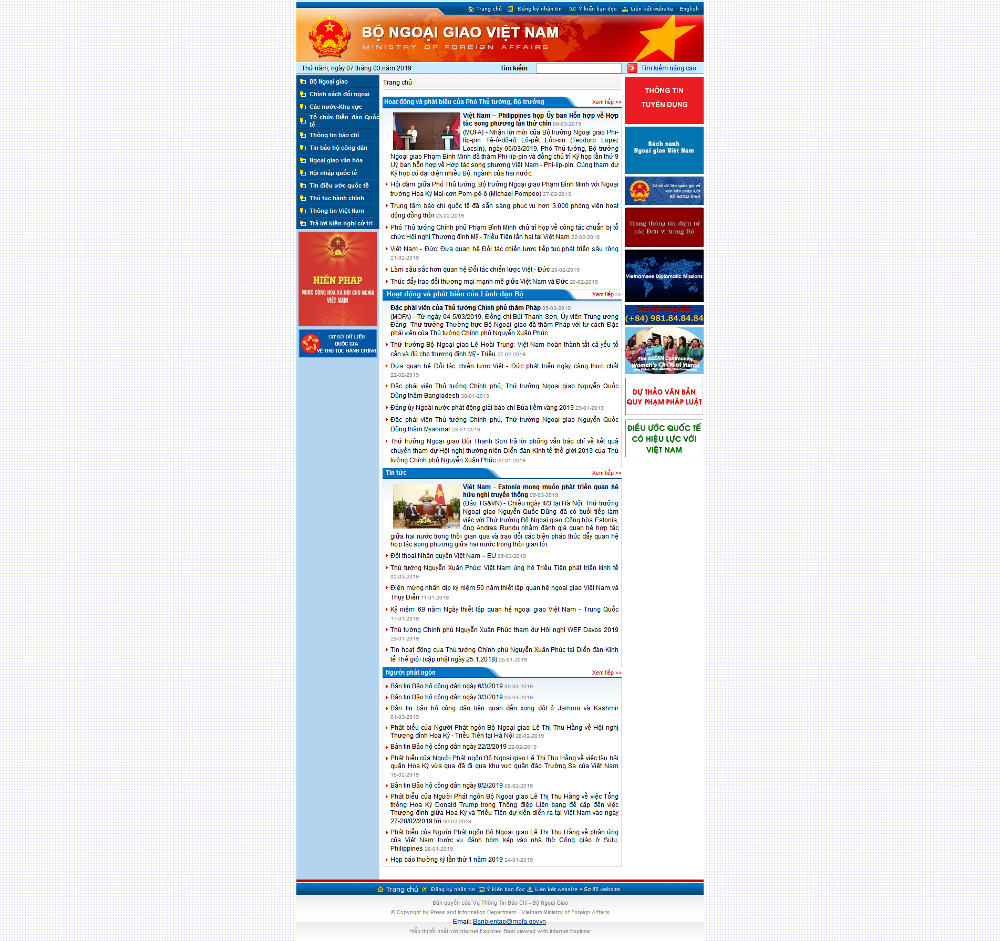 Trang chủ Đăng ký nhận tin Ý kiến bạn đọc Liên kết website English
BỘ NGOẠI GIAO VIỆT NAM
MINISTRY OF FOREIGN AFFAIRS
Thứ năm, ngày 07 tháng 03 năm 2019 Tìm kiếm Tìm kiếm nâng cao
Bộ Ngoại giao
Chính sách đối ngoại
Các nước-Khu vực
Tổ chức-Diễn đàn Quốc
tế
Thông tin báo chí
Tin bảo hộ công dân
Ngoại giao văn hóa
Hội nhập quốc tế
Tin điều ước quốc tế
Thủ tục hành chính
Thông tin Việt Nam
Trả lời kiến nghị cử tri
HIẾN PHÁP
NƯỚC CỘNG HÒA XÃ HỘI CHỦ NGHĨA
VIỆT NAM
CƠ SỞ DỮ LIỆU
QUỐC GIA
VỀ THỦ TỤC HÀNH CHÍNH
Trang chủ
Hoạt động và phát biểu của Phó Thủ tướng, Bộ trưởng Xem tiếp >>
Việt Nam – Philippines họp Ủy ban Hỗn hợp về Hợp
tác song phương lần thứ chín 06-03-2019
(MOFA) - Nhận lời mời của Bộ trưởng Ngoại giao Phi-
líp-pin Tê-ô-đô-rô Lô-pết Lốc-xin (Teodoro Lopez
Locsin), ngày 06/03/2019, Phó Thủ tướng, Bộ trưởng
Ngoại giao Phạm Bình Minh đã thăm Phi-líp-pin và đồng chủ trì Kỳ họp lần thứ 9
Uỷ ban hỗn hợp về Hợp tác song phương Việt Nam - Phi-líp-pin. Cùng tham dự
Kỳ họp có đại diện nhiều Bộ, ngành của hai nước.
Hội đàm giữa Phó Thủ tướng, Bộ trưởng Ngoại giao Phạm Bình Minh với Ngoại
trưởng Hoa Kỳ Mai-cơn Pom-pê-ô (Michael Pompeo) 27-02-2019
Trung tâm báo chí quốc tế đã sẵn sàng phục vụ hơn 3.000 phóng viên hoạt
động đồng thời 23-02-2019
Phó Thủ tướng Chính phủ Phạm Bình Minh chủ trì họp về công tác chuẩn bị tổ
chức Hội nghị Thượng đỉnh Mỹ - Triều Tiên lần hai tại Việt Nam 22-02-2019
Việt Nam - Đức: Đưa quan hệ Đối tác chiến lược tiếp tục phát triển sâu rộng
21-02-2019
Làm sâu sắc hơn quan hệ Đối tác chiến lược Việt - Đức 20-02-2019
Thúc đẩy trao đổi thương mại mạnh mẽ giữa Việt Nam và Đức 20-02-2019
Hoạt động và phát biểu của Lãnh đạo Bộ Xem tiếp >>
Đặc phái viên của Thủ tướng Chính phủ thăm Pháp 05-03-2019
(MOFA) - Từ ngày 04-5/03/2019, Đồng chí Bùi Thanh Sơn, Ủy viên Trung ương
Đảng, Thứ trưởng Thường trực Bộ Ngoại giao đã thăm Pháp với tư cách Đặc
phái viên của Thủ tướng Chính phủ Nguyễn Xuân Phúc.
Thứ trưởng Bộ Ngoại giao Lê Hoài Trung: Việt Nam hoàn thành tất cả yếu tố
cần và đủ cho thượng đỉnh Mỹ - Triều 27-02-2019
Đưa quan hệ Đối tác chiến lược Việt - Đức phát triển ngày càng thực chất
22-02-2019
Đặc phái viên Thủ tướng Chính phủ, Thứ trưởng Ngoại giao Nguyễn Quốc
Dũng thăm Bangladesh 30-01-2019
Đảng ủy Ngoài nước phát động giải báo chí Búa liềm vàng 2019 29-01-2019
Đặc phái viên Thủ tướng Chính phủ, Thứ trưởng Ngoại giao Nguyễn Quốc
Dũng thăm Myanmar 28-01-2019
Thứ trưởng Ngoại giao Bùi Thanh Sơn trả lời phỏng vấn báo chí về kết quả
chuyến tham dự Hội nghị thường niên Diễn đàn Kinh tế thế giới 2019 của Thủ
tướng Chính phủ Nguyễn Xuân Phúc 26-01-2019
Tin tức Xem tiếp >>
Việt Nam - Estonia mong muốn phát triển quan hệ
hữu nghị truyền thống 05-03-2019
(Báo TG&VN) - Chiều ngày 4/3 tại Hà Nội, Thứ trưởng
Ngoại giao Nguyễn Quốc Dũng đã có buổi tiếp làm
việc với Thứ trưởng Bộ Ngoại giao Cộng hòa Estonia,
ông Andres Rundu nhằm đánh giá quan hệ hợp tác
giữa hai nước trong thời gian qua và trao đổi các biện pháp thúc đẩy quan hệ
hợp tác song phương giữa hai nước trong thời gian tới.
Đối thoại Nhân quyền Việt Nam – EU 05-03-2019
Thủ tướng Nguyễn Xuân Phúc: Việt Nam ủng hộ Triều Tiên phát triển kinh tế
02-03-2019
Điện mừng nhân dịp kỷ niệm 50 năm thiết lập quan hệ ngoại giao Việt Nam và
Thụy Điển 11-01-2019
Kỷ niệm 69 năm Ngày thiết lập quan hệ ngoại giao Việt Nam - Trung Quốc
17-01-2019
Thủ tướng Chính phủ Nguyễn Xuân Phúc tham dự Hội nghị WEF Davos 2019
23-01-2019
Tin hoạt động của Thủ tướng Chính phủ Nguyễn Xuân Phúc tại Diễn đàn Kinh
tế Thế giới (cập nhật ngày 25.1.2018) 25-01-2019
Người phát ngôn Xem tiếp >>
Bản tin Bảo hộ công dân ngày 6/3/2019 06-03-2019
Bản tin Bảo hộ công dân ngày 3/3/2019 03-03-2019
Bản tin bảo hộ công dân liên quan đến xung đột ở Jammu và Kashmir
01-03-2019
Phát biểu của Người Phát ngôn Bộ Ngoại giao Lê Thị Thu Hằng về Hội nghị
Thượng đỉnh Hoa Kỳ - Triều Tiên tại Hà Nội 28-02-2019
Bản tin Bảo hộ công dân ngày 22/2/2019 22-02-2019
Phát biểu của Người Phát ngôn Bộ Ngoại giao Lê Thị Thu Hằng về việc tàu hải
quân Hoa Kỳ vừa qua đã đi qua khu vực quần đảo Trường Sa của Việt Nam
15-02-2019
Bản tin Bảo hộ công dân ngày 8/2/2019 08-02-2019
Phát biểu của Người Phát ngôn Bộ Ngoại giao Lê Thị Thu Hằng về việc Tổng
thống Hoa Kỳ Donald Trump trong Thông điệp Liên bang đề cập đến việc
Thượng đỉnh giữa Hoa Kỳ và Triều Tiên dự kiến diễn ra tại Việt Nam vào ngày
27-28/02/2019 tới 06-02-2019
Phát biểu của Người Phát ngôn Bộ Ngoại giao Lê Thị Thu Hằng về phản ứng
của Việt Nam trước vụ đánh bom kép vào nhà thờ Công giáo ở Sulu,
Philippines 28-01-2019
Họp báo thường kỳ lần thứ 1 năm 2019 24-01-2019
THÔNG TIN
TUYỂN DỤNG
Sách xanh
Ngoại giao Việt Nam
Cơ sở dữ liệu quốc gia về
văn bản pháp luật
BỘ NGOẠI GIAO
Trang thông tin điện tử
các Đơn vị trong Bộ
Vietnamese Diplomatic Missions
Bảo hộ công dân
(+84) 981.84.84.84
The ASEAN Community
Women's Circle of Hanoi
One Vision, One Identity, One Community
DỰ THẢO VĂN BẢN
QUY PHẠM PHÁP LUẬT
ĐIỀU ƯỚC QUỐC TẾ
CÓ HIỆU LỰC VỚI
VIỆT NAM
Trang chủ Đăng ký nhận tin Ý kiến bạn đọc Liên kết website • Sơ đồ website
Bản quyền của Vụ Thông Tin Báo Chí - Bộ Ngoại Giao
© Copyright by Press and Information Department - Vietnam Ministry of Foreign Affairs
Email: Banbientap@mofa.gov.vn
Hiển thị tốt nhất với Internet Explorer. Best viewed with Internet Explorer